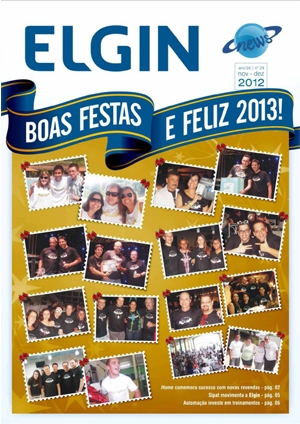 ELGIN
news
nov - dez
2012
BOAS FESTAS E FELIZ 2013!
Home comemora sucesso com novas revendas - pág. 02
Sipat movimenta a Elgin - pág. 05
Automação investe em treinamentos - pág. 06